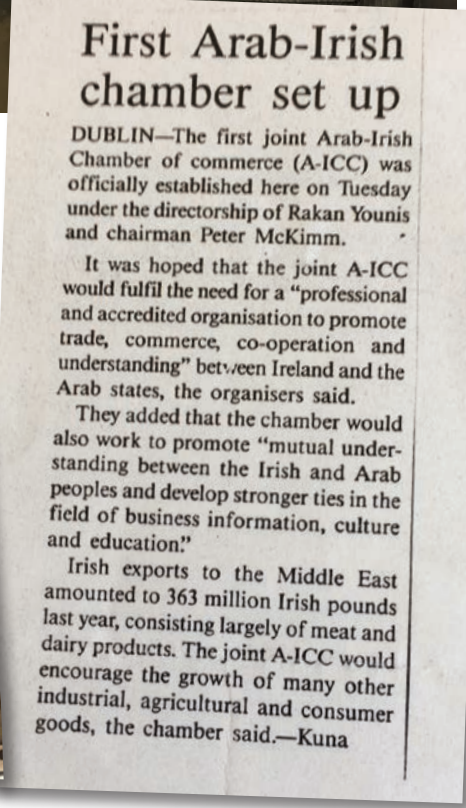 First Arab-Irish
chamber set up
DUBLIN—The first joint Arab-Irish
Chamber of commerce (A-ICC) was
officially established here on Tuesday
under the directorship of Rakan Younis
and chairman Peter McKimm.
It was hoped that the joint A-ICC
would fulfil the need for a “professional
and accredited organisation to promote
trade, commerce, co-operation and
understanding” between Ireland and the
Arab states, the organisers said.
They added that the chamber would
also work to promote “mutual under-
standing between the Irish and Arab
peoples and develop stronger ties in the
field of business information, culture
and education.”
Irish exports to the Middle East
amounted to 363 million Irish pounds
last year, consisting largely of meat and
dairy products. The joint A-ICC would
encourage the growth of many other
industrial, agricultural and consumer
goods, the chamber said.—Kuna